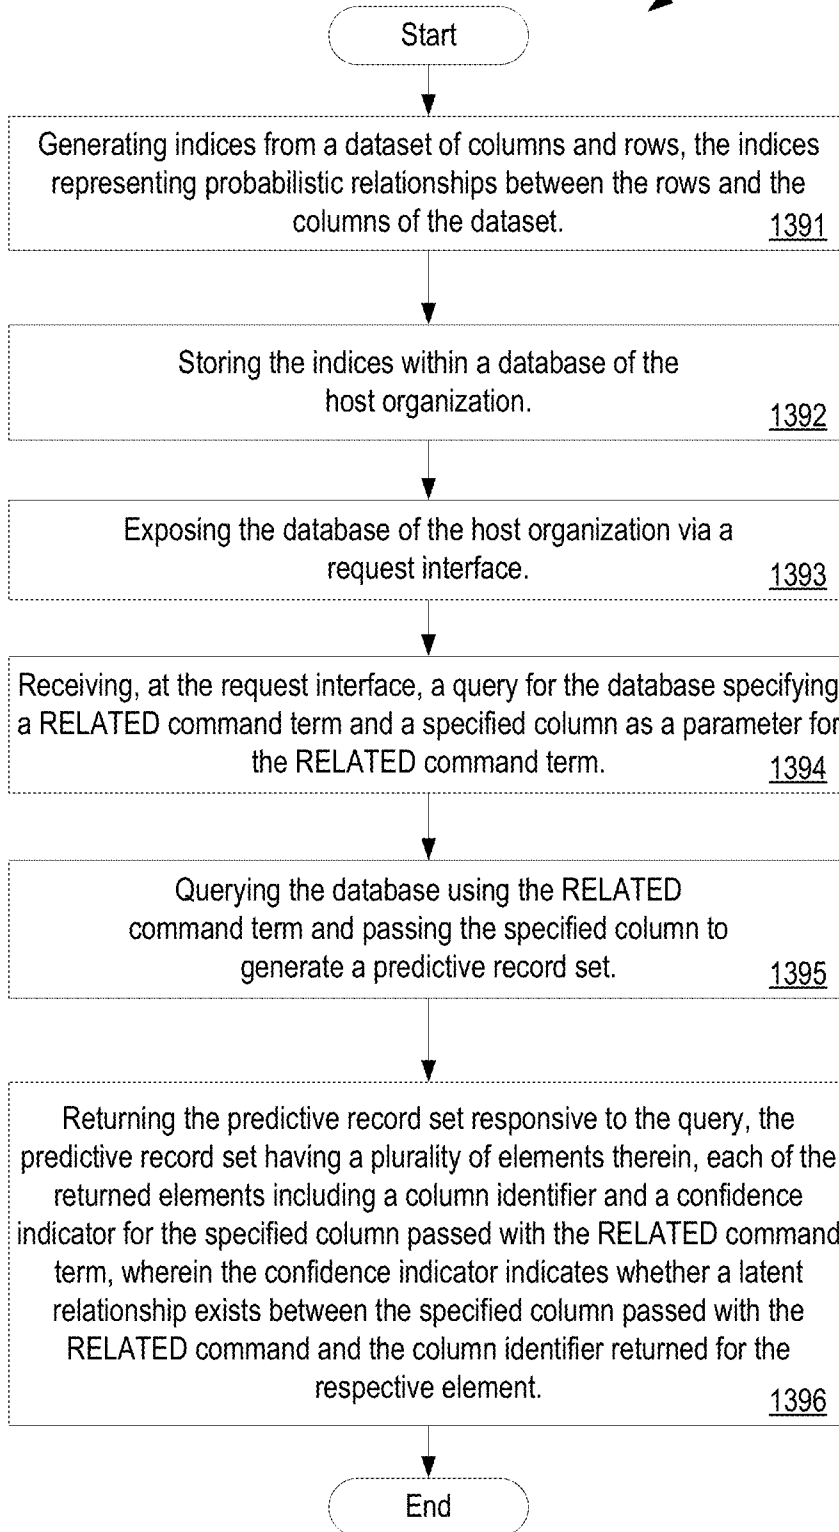 Start
Generating indices from a dataset of columns and rows, the indices
representing probabilistic relationships between the rows and the
columns of the dataset.
1391
Storing the indices within a database of the
host organization.
1392
Exposing the database of the host organization via a
request interface.
1393
Receiving, at the request interface, a query for the database specifying
a RELATED command term and a specified column as a parameter for
the RELATED command term.
1394
Querying the database using the RELATED
command term and passing the specified column to
generate a predictive record set.
1395
Returning the predictive record set responsive to the query, the
predictive record set having a plurality of elements therein, each of the
returned elements including a column identifier and a confidence
indicator for the specified column passed with the RELATED command
term, wherein the confidence indicator indicates whether a latent
relationship exists between the specified column passed with the
RELATED command and the column identifier returned for the
respective element.
1396
End